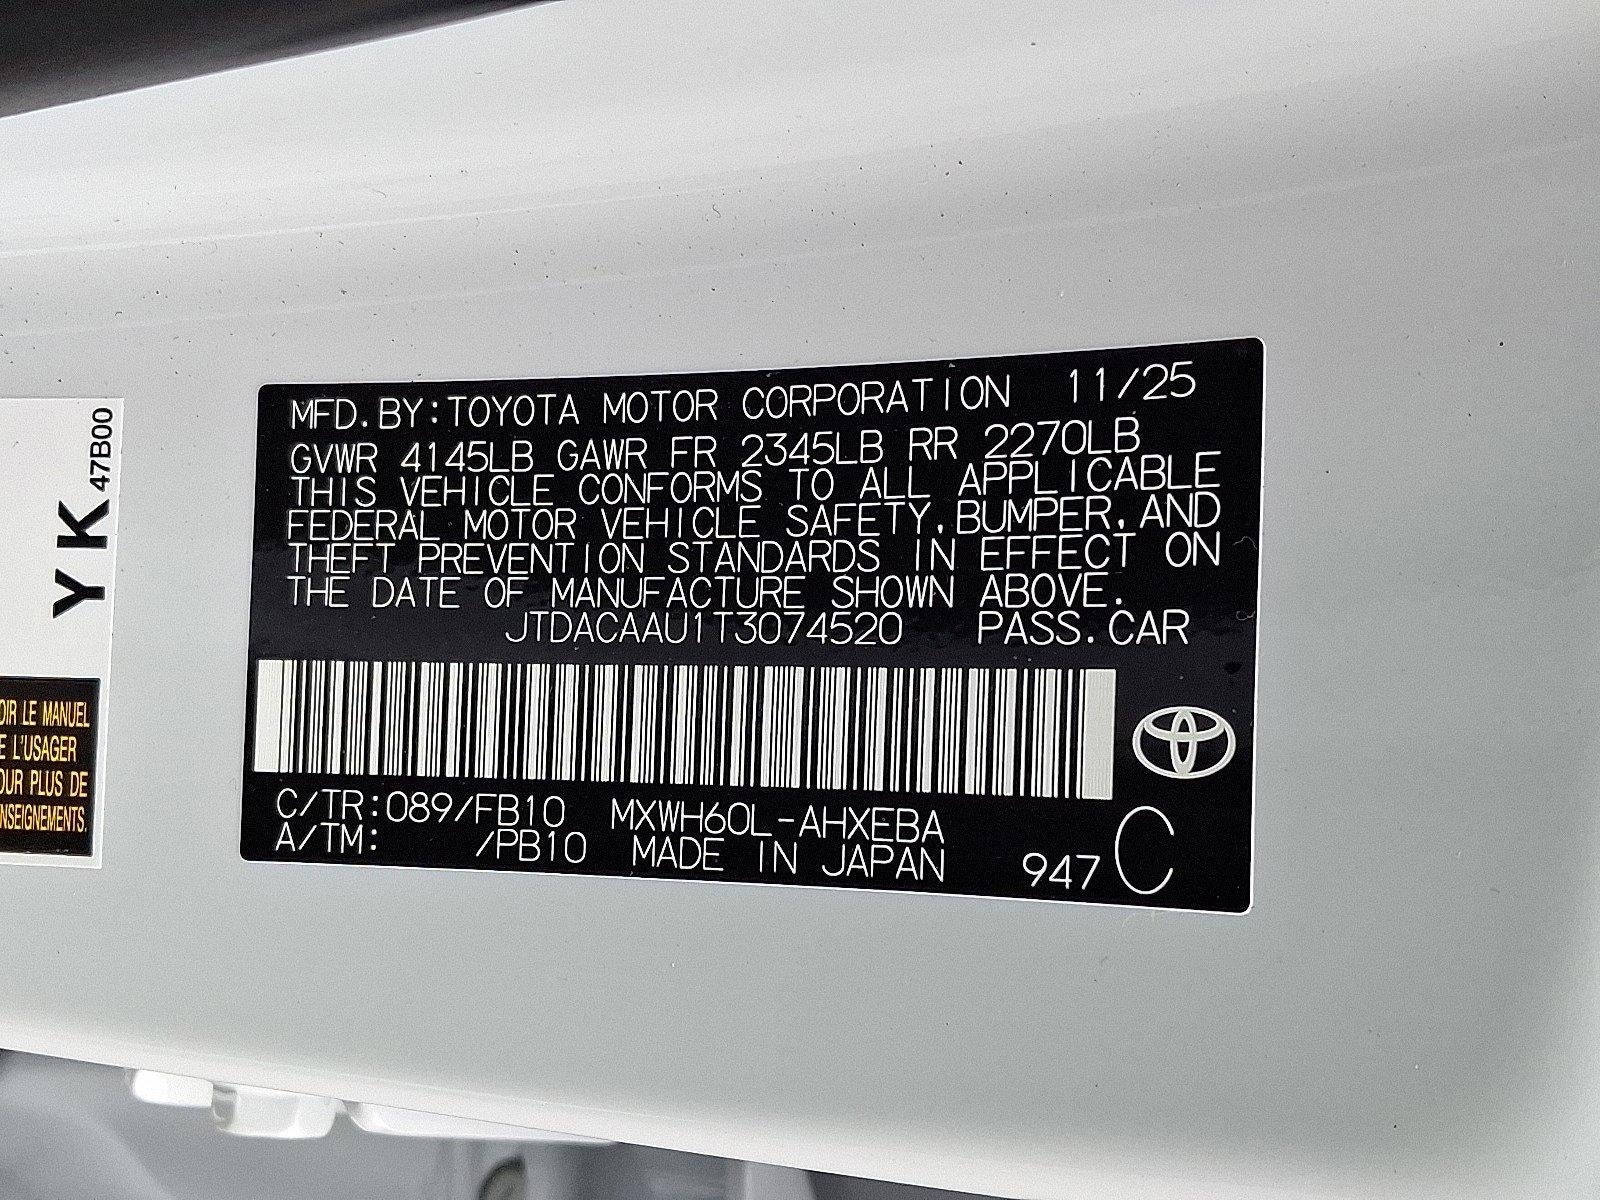 MFD.BY:TOYOTA MOTOR CORPORATION 11/25
GVWR 4145LB GAWR FR 2345LB RR 2270LB
THIS VEHICLE CONFORMS TO ALL APPLICABLE
FEDERAL MOTOR VEHICLE SAFETY, BUMPER, AND
THEFT PREVENTION STANDARDS IN EFFECT ON
THE DATE OF MANUFACTURE SHOWN ABOVE.
JTDACAAU1T3074520 PASS.CAR
C/TR:089/FB10 MXWH60L-AHXEBA
A/TM: /PB10 MADE IN JAPAN 947 C
YK 47B00
OIR LE MANUEL
E L'USAGER
OUR PLUS DE
NSEIGNEMENTS.